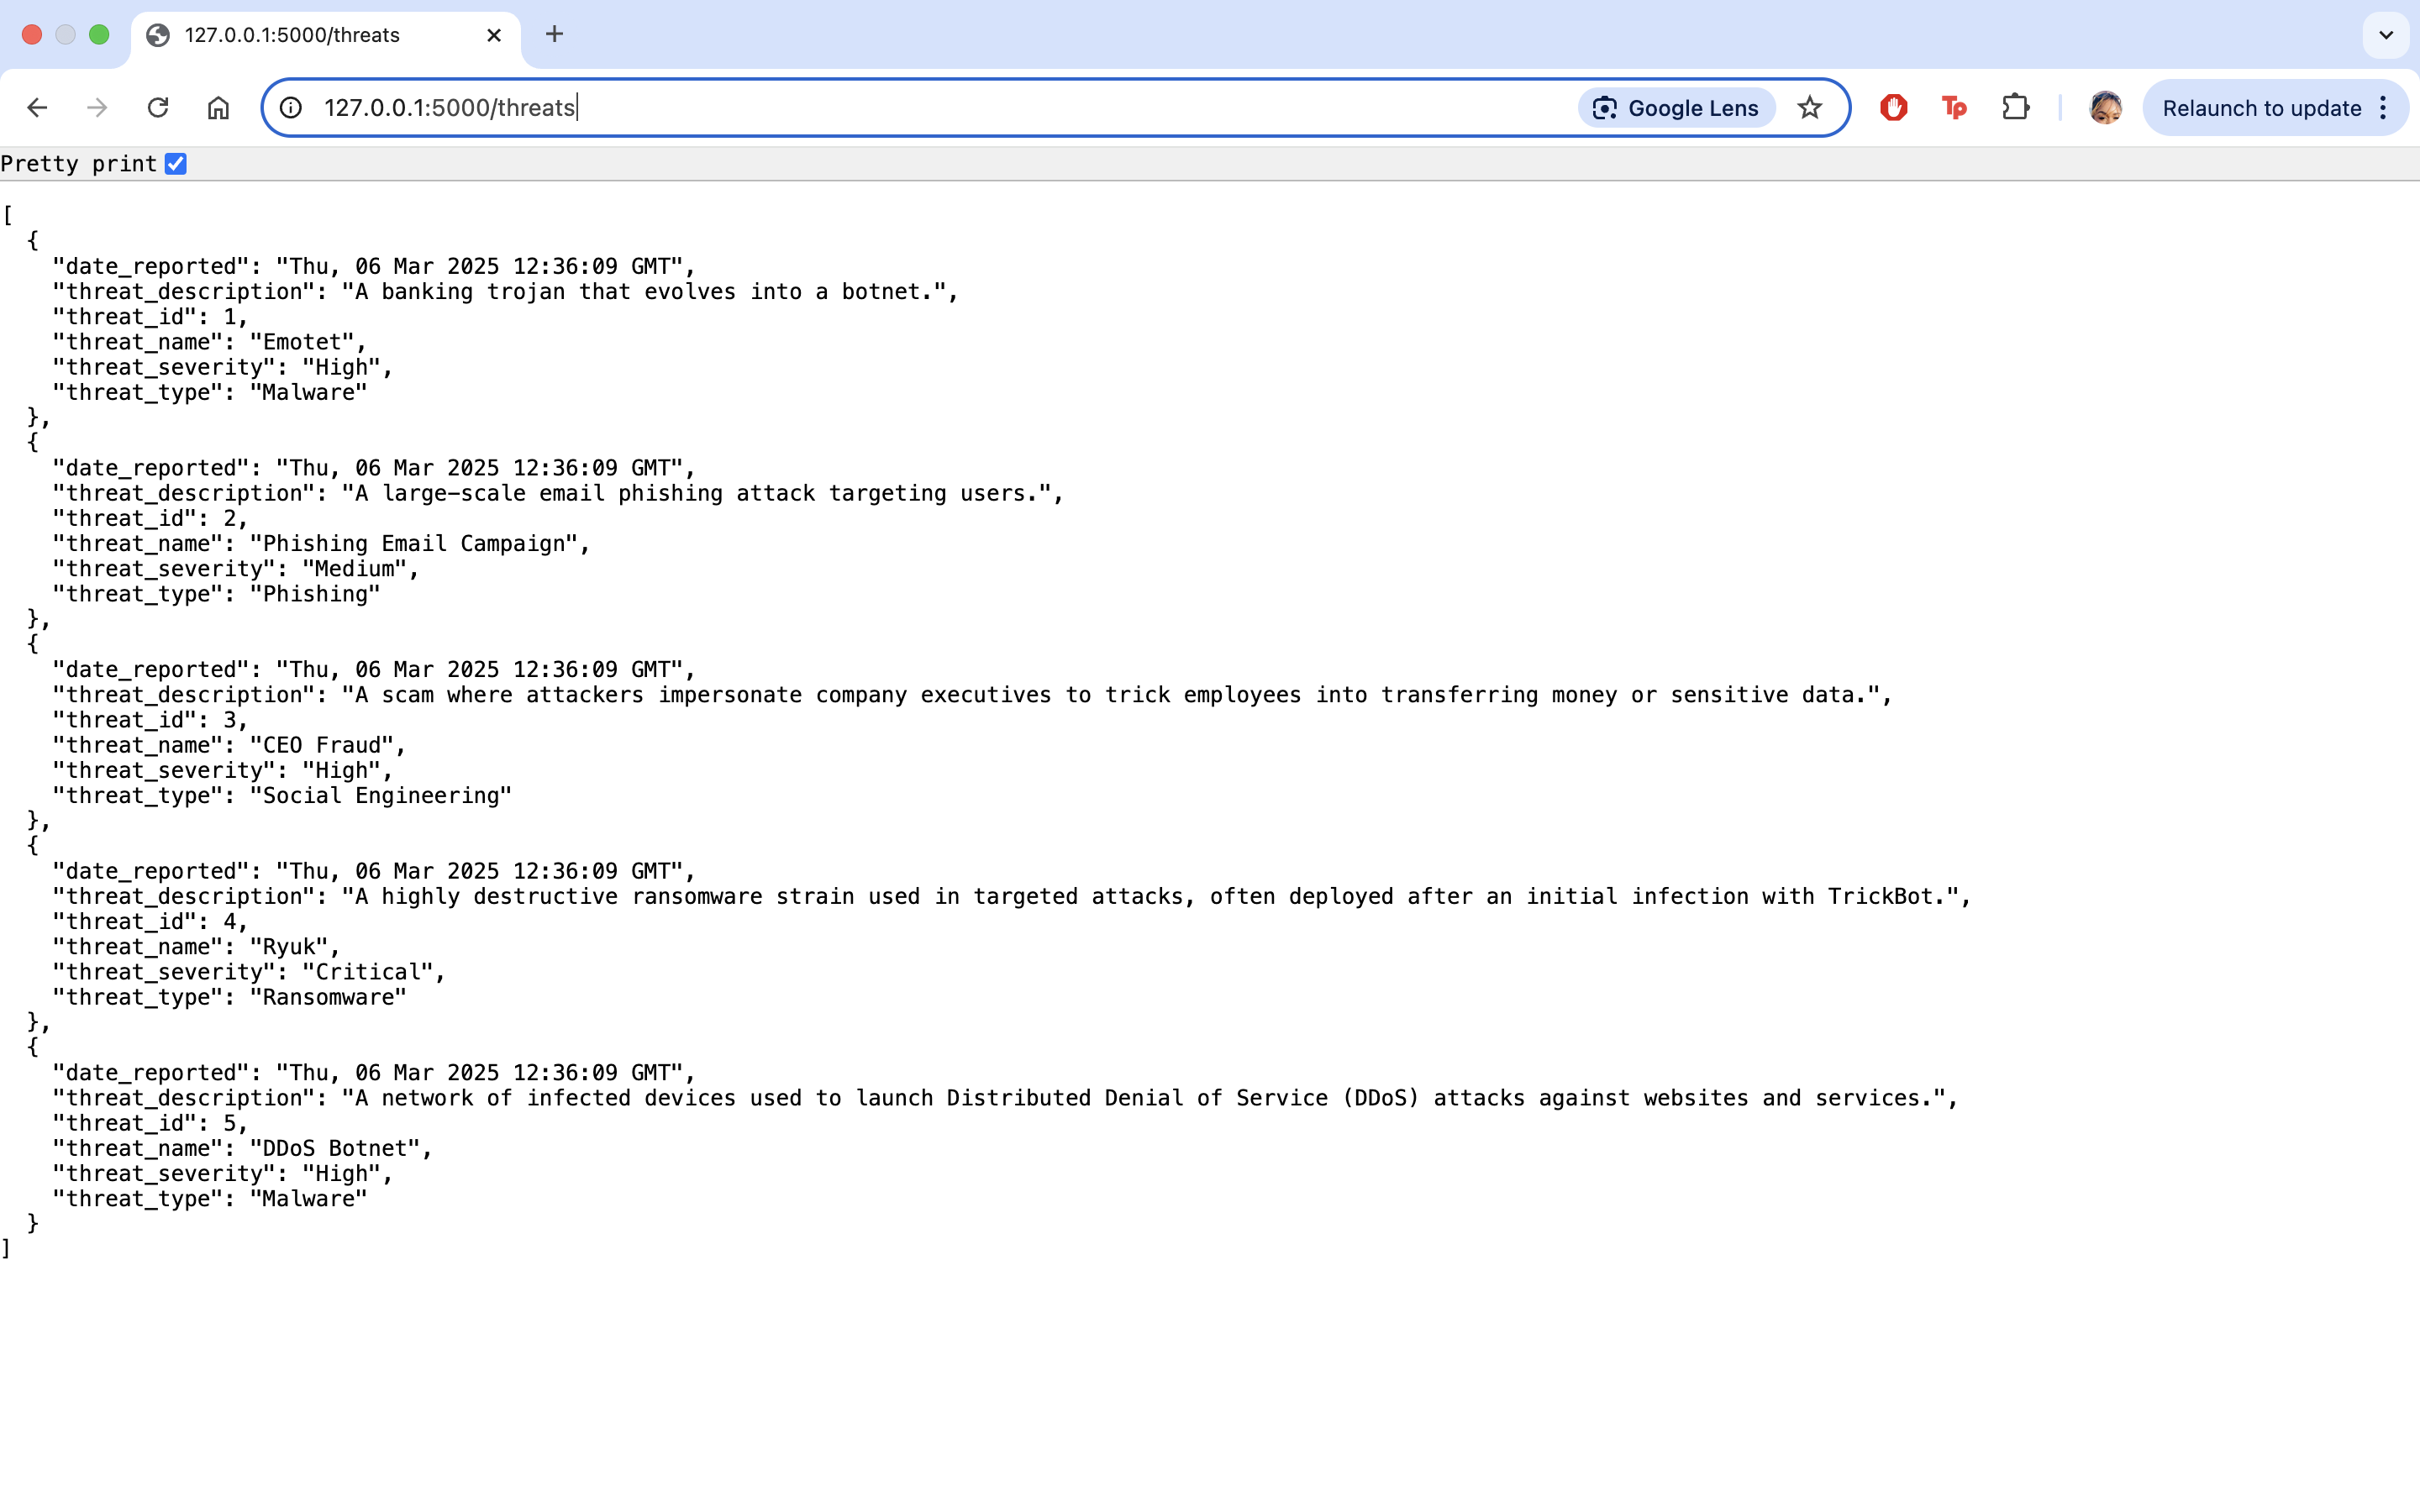 127.0.0.1:5000/threats
127.0.0.1:5000/threats
Google Lens
Tp
Relaunch to update
Pretty print
[
  {
    "date_reported": "Thu, 06 Mar 2025 12:36:09 GMT",
    "threat_description": "A banking trojan that evolves into a botnet.",
    "threat_id": 1,
    "threat_name": "Emotet",
    "threat_severity": "High",
    "threat_type": "Malware"
  },
  {
    "date_reported": "Thu, 06 Mar 2025 12:36:09 GMT",
    "threat_description": "A large-scale email phishing attack targeting users.",
    "threat_id": 2,
    "threat_name": "Phishing Email Campaign",
    "threat_severity": "Medium",
    "threat_type": "Phishing"
  },
  {
    "date_reported": "Thu, 06 Mar 2025 12:36:09 GMT",
    "threat_description": "A scam where attackers impersonate company executives to trick employees into transferring money or sensitive data.",
    "threat_id": 3,
    "threat_name": "CEO Fraud",
    "threat_severity": "High",
    "threat_type": "Social Engineering"
  },
  {
    "date_reported": "Thu, 06 Mar 2025 12:36:09 GMT",
    "threat_description": "A highly destructive ransomware strain used in targeted attacks, often deployed after an initial infection with TrickBot.",
    "threat_id": 4,
    "threat_name": "Ryuk",
    "threat_severity": "Critical",
    "threat_type": "Ransomware"
  },
  {
    "date_reported": "Thu, 06 Mar 2025 12:36:09 GMT",
    "threat_description": "A network of infected devices used to launch Distributed Denial of Service (DDoS) attacks against websites and services.",
    "threat_id": 5,
    "threat_name": "DDoS Botnet",
    "threat_severity": "High",
    "threat_type": "Malware"
  }
]